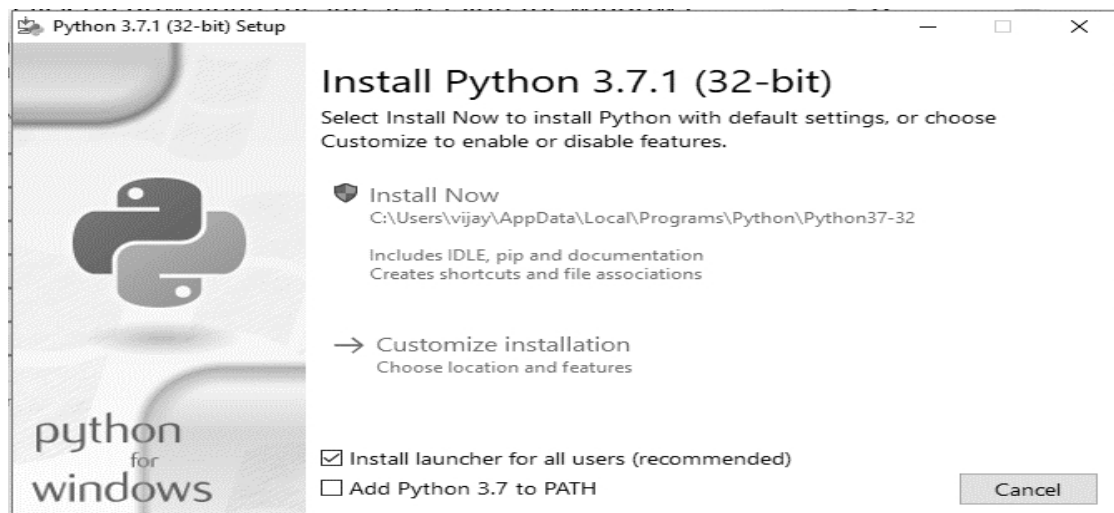 Python 3.7.1 (32-bit) Setup
Install Python 3.7.1 (32-bit)
Select Install Now to install Python with default settings, or choose
Customize to enable or disable features.
Install Now
C:\Users\vijay\AppData\Local\Programs\Python\Python37-32
Includes IDLE, pip and documentation
Creates shortcuts and file associations
Customize installation
Choose location and features
python
for
windows
Install launcher for all users (recommended)
Add Python 3.7 to PATH
Cancel